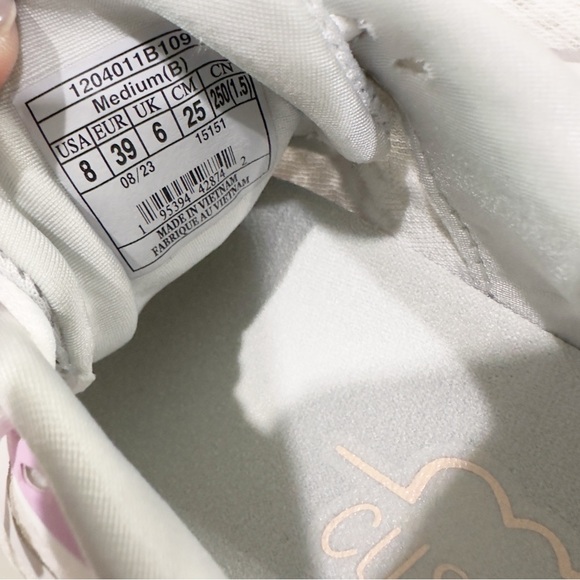 1204011B109
Medium(B)
USA EUR UK CM CN
8 39 6 25 250(1.5)
08/23 15151
1 95394 42874 2
MADE IN VIETNAM
FABRIQUE AU VIETNAM